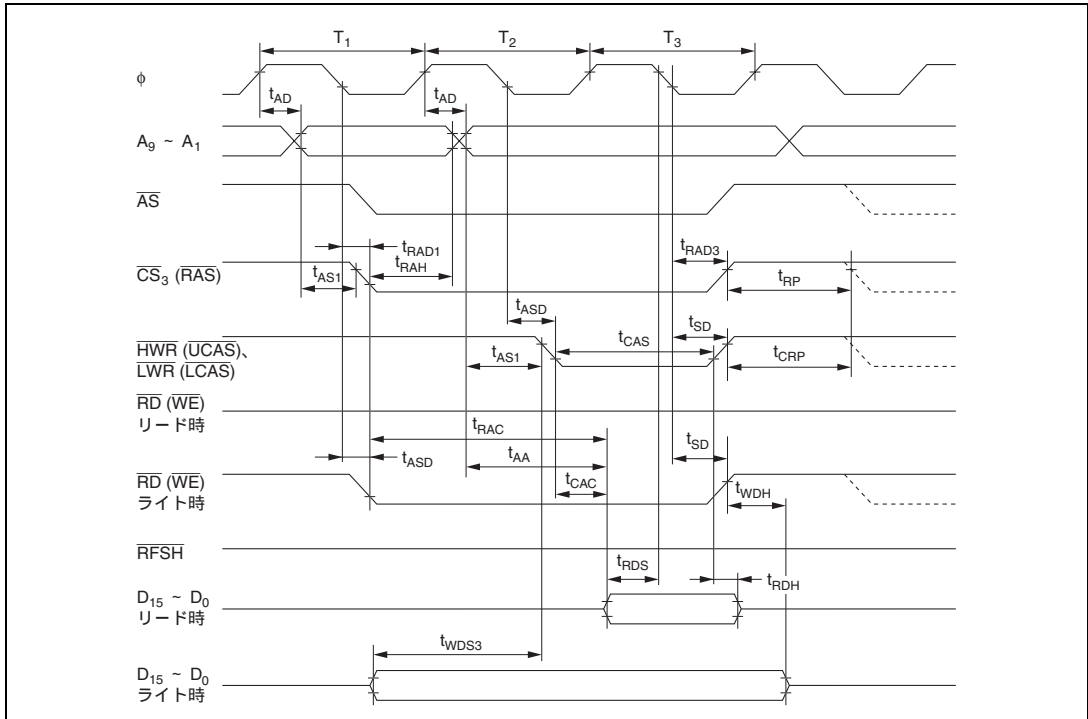 T1 T2 T3
φ
tAD tAD
A9 ~ A1
AS
tRAD1 tRAD3
CS3 (RAS) tAS1 tRAH tRP
tASD
HWR (UCAS)、 tCAS tSD
LWR (LCAS) tAS1 tCRP
RD (WE)
リード時
tRAC tSD
tASD tAA
RD (WE) tCAC tWDH
ライト時
RFSH
tRDS tRDH
D15 ~ D0
リード時
tWDS3
D15 ~ D0
ライト時